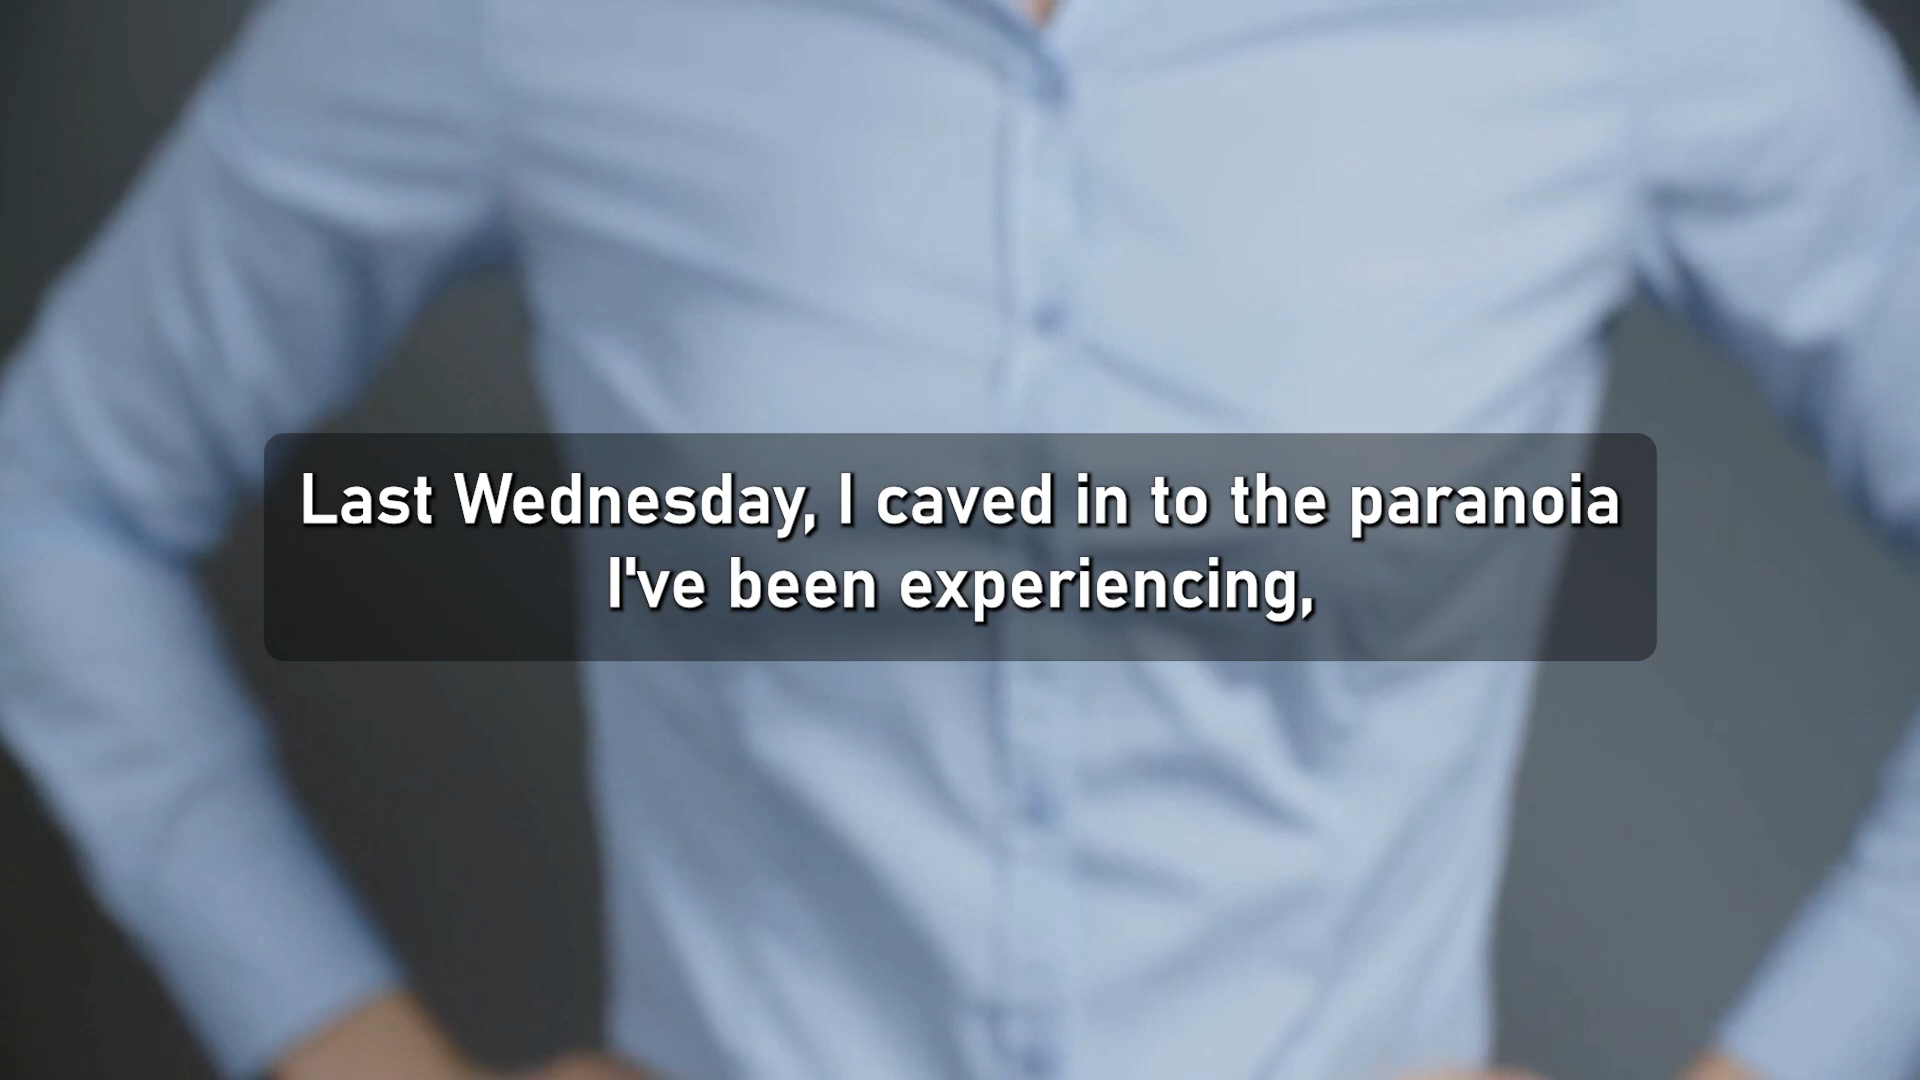 Last Wednesday, I caved in to the paranoia
I've been experiencing,